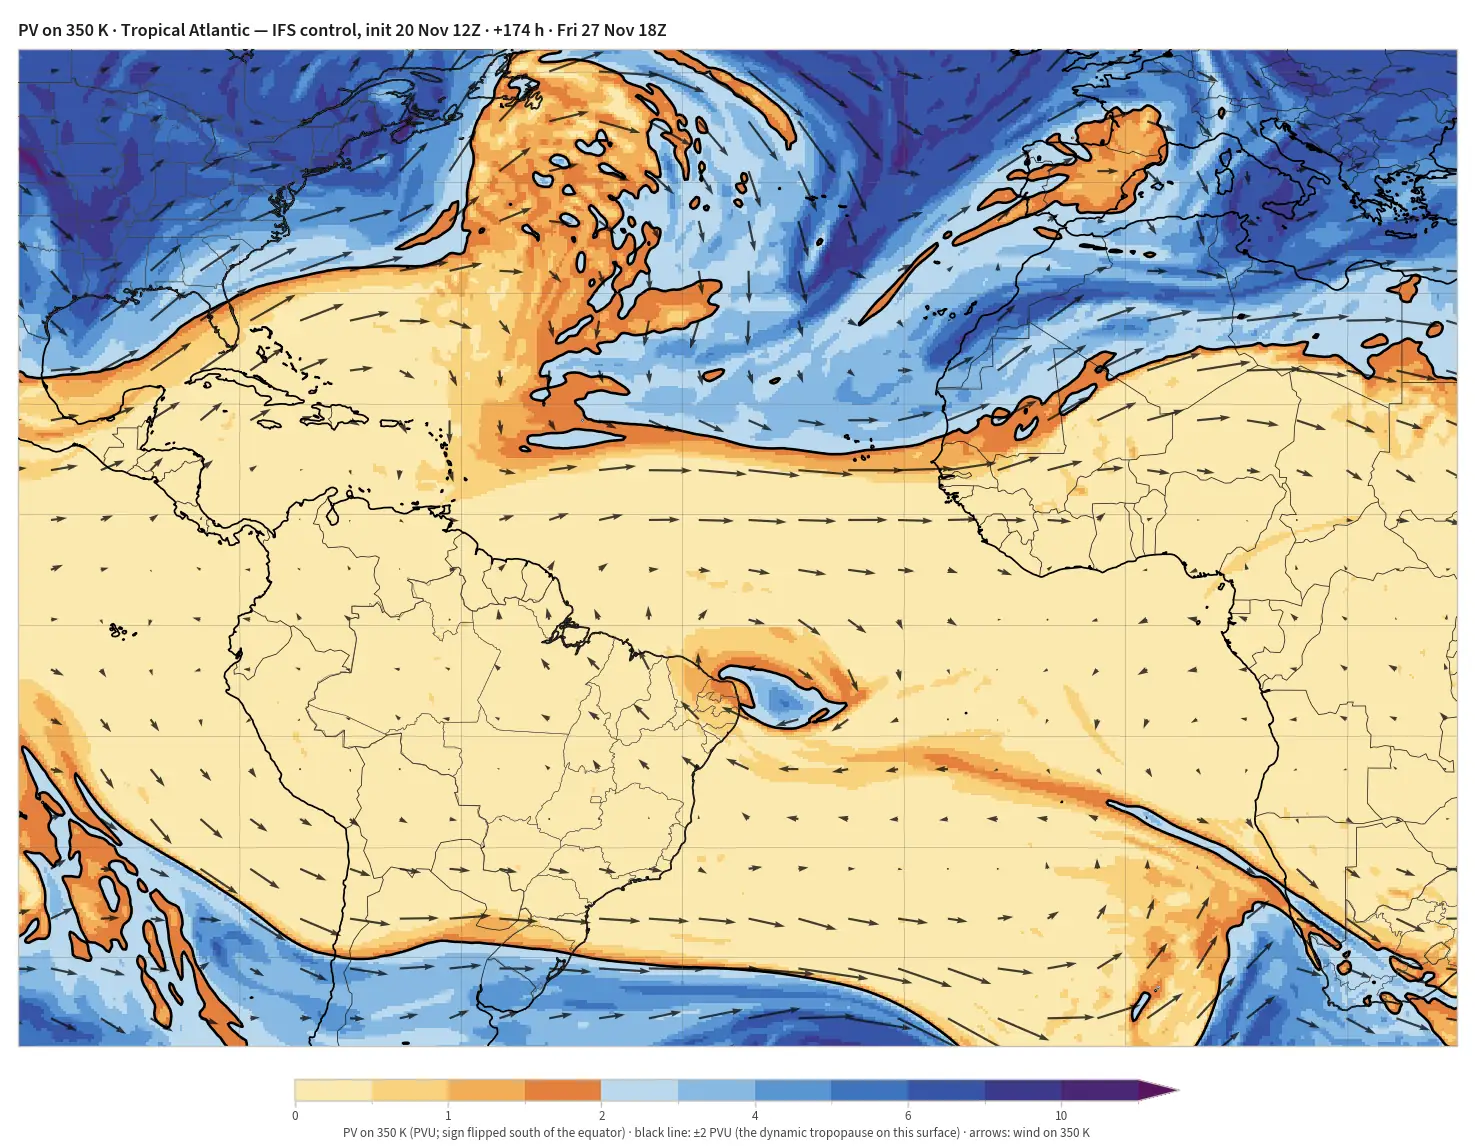 PV on 350 K · Tropical Atlantic — IFS control, init 20 Nov 12Z · +174 h · Fri 27 Nov 18Z
0 1 2 4 6 10
PV on 350 K (PVU; sign flipped south of the equator) · black line: ±2 PVU (the dynamic tropopause on this surface) · arrows: wind on 350 K